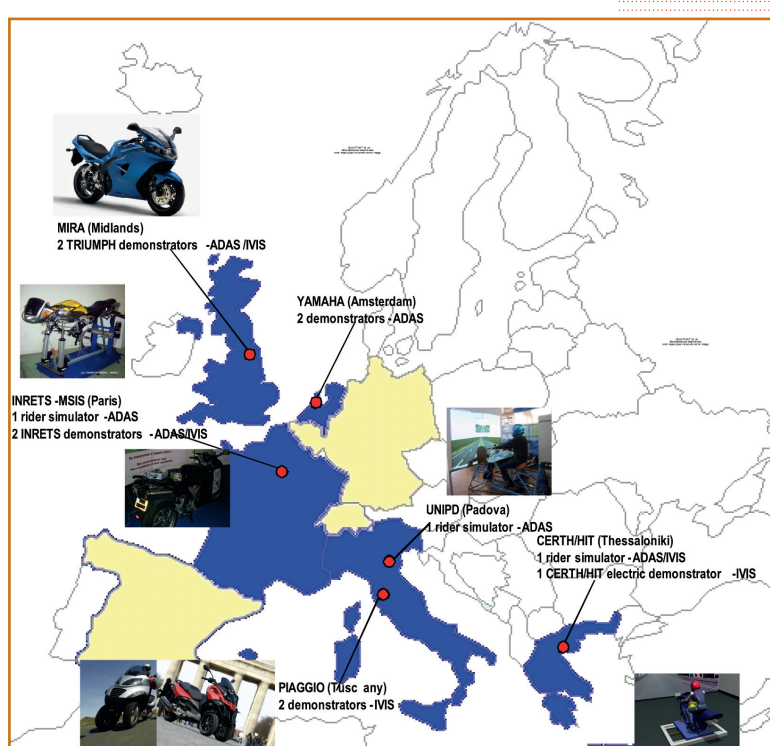 MIRA (Midlands)
2 TRIUMPH demonstrators -ADAS /IVIS
YAMAHA (Amsterdam)
2 demonstrators -ADAS
INRETS -MSIS (Paris)
1 rider simulator -ADAS
2 INRETS demonstrators -ADAS/IVIS
UNIPD (Padova)
1 rider simulator -ADAS
CERTH/HIT (Thessaloniki)
1 rider simulator -ADAS/IVIS
1 CERTH/HIT electric demonstrator -IVIS
PIAGGIO (Tusc any)
2 demonstrators -IVIS